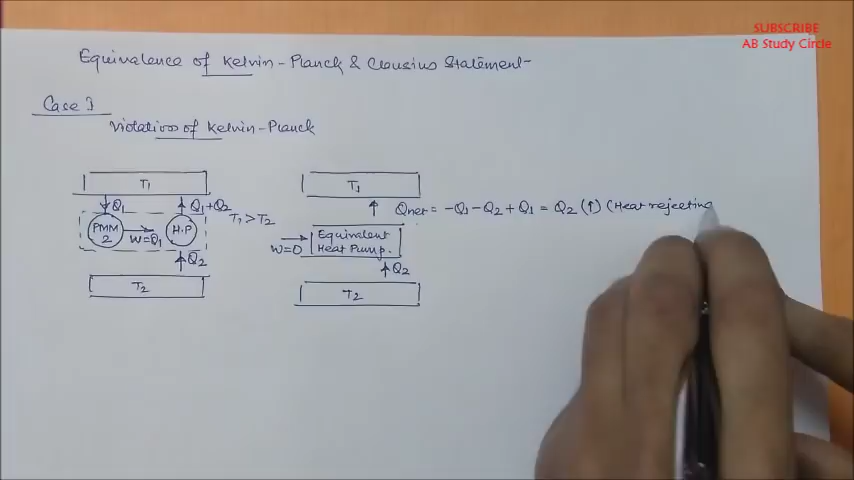 SUBSCRIBE
AB Study Circle
Equivalence of Kelvin-Planck & Clausius Statement-
Case I
Violation of Kelvin-Planck
T1
Q1
Q1+Q2
T1 > T2
PMM
2
W=Q1
H.P
Q2
T2
T1
Qnet = -Q1 - Q2 + Q1 = Q2 (↑) (Heat rejecting
Equivalent
Heat Pump.
W=0
Q2
T2